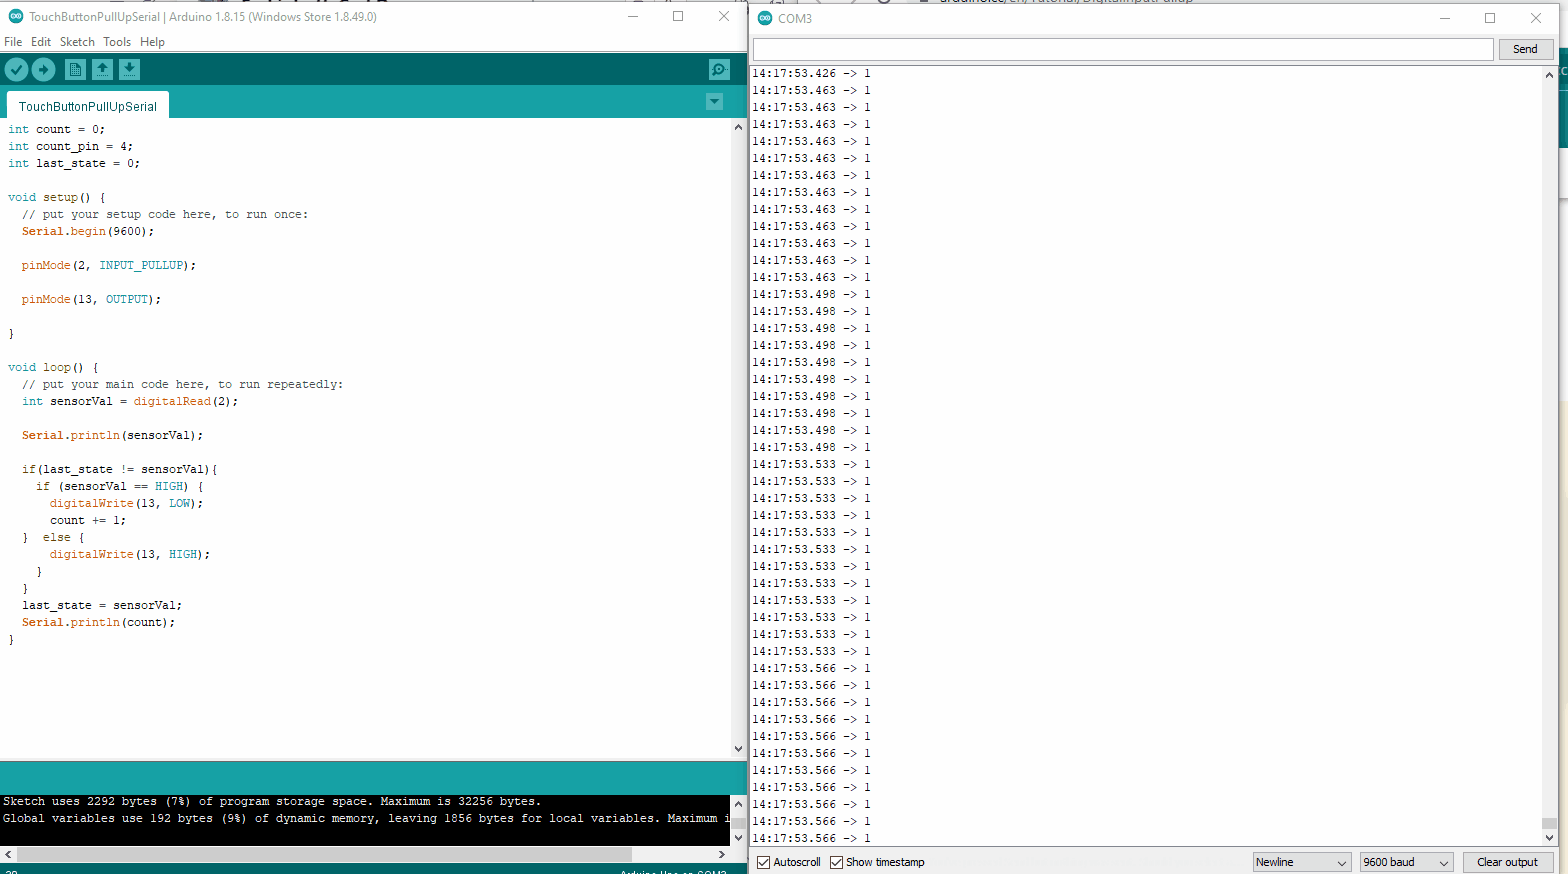 TouchButtonPullUpSerial | Arduino 1.8.15 (Windows Store 1.8.49.0)
File Edit Sketch Tools Help
TouchButtonPullUpSerial
int count = 0;
int count_pin = 4;
int last_state = 0;
void setup() {
// put your setup code here, to run once:
Serial.begin(9600);
pinMode(2, INPUT_PULLUP);
pinMode(13, OUTPUT);
}
void loop() {
// put your main code here, to run repeatedly:
int sensorVal = digitalRead(2);
Serial.println(sensorVal);
if(last_state != sensorVal){
if (sensorVal == HIGH) {
digitalWrite(13, LOW);
count += 1;
} else {
digitalWrite(13, HIGH);
}
}
last_state = sensorVal;
Serial.println(count);
}
Sketch uses 2292 bytes (7%) of program storage space. Maximum is 32256 bytes.
Global variables use 192 bytes (9%) of dynamic memory, leaving 1856 bytes for local variables. Maximum i
COM3
Send
14:17:53.426 -> 1
14:17:53.463 -> 1
14:17:53.463 -> 1
14:17:53.463 -> 1
14:17:53.463 -> 1
14:17:53.463 -> 1
14:17:53.463 -> 1
14:17:53.463 -> 1
14:17:53.463 -> 1
14:17:53.463 -> 1
14:17:53.463 -> 1
14:17:53.463 -> 1
14:17:53.463 -> 1
14:17:53.498 -> 1
14:17:53.498 -> 1
14:17:53.498 -> 1
14:17:53.498 -> 1
14:17:53.498 -> 1
14:17:53.498 -> 1
14:17:53.498 -> 1
14:17:53.498 -> 1
14:17:53.498 -> 1
14:17:53.498 -> 1
14:17:53.533 -> 1
14:17:53.533 -> 1
14:17:53.533 -> 1
14:17:53.533 -> 1
14:17:53.533 -> 1
14:17:53.533 -> 1
14:17:53.533 -> 1
14:17:53.533 -> 1
14:17:53.533 -> 1
14:17:53.533 -> 1
14:17:53.533 -> 1
14:17:53.533 -> 1
14:17:53.566 -> 1
14:17:53.566 -> 1
14:17:53.566 -> 1
14:17:53.566 -> 1
14:17:53.566 -> 1
14:17:53.566 -> 1
14:17:53.566 -> 1
14:17:53.566 -> 1
14:17:53.566 -> 1
14:17:53.566 -> 1
14:17:53.566 -> 1
Autoscroll Show timestamp Newline 9600 baud Clear output